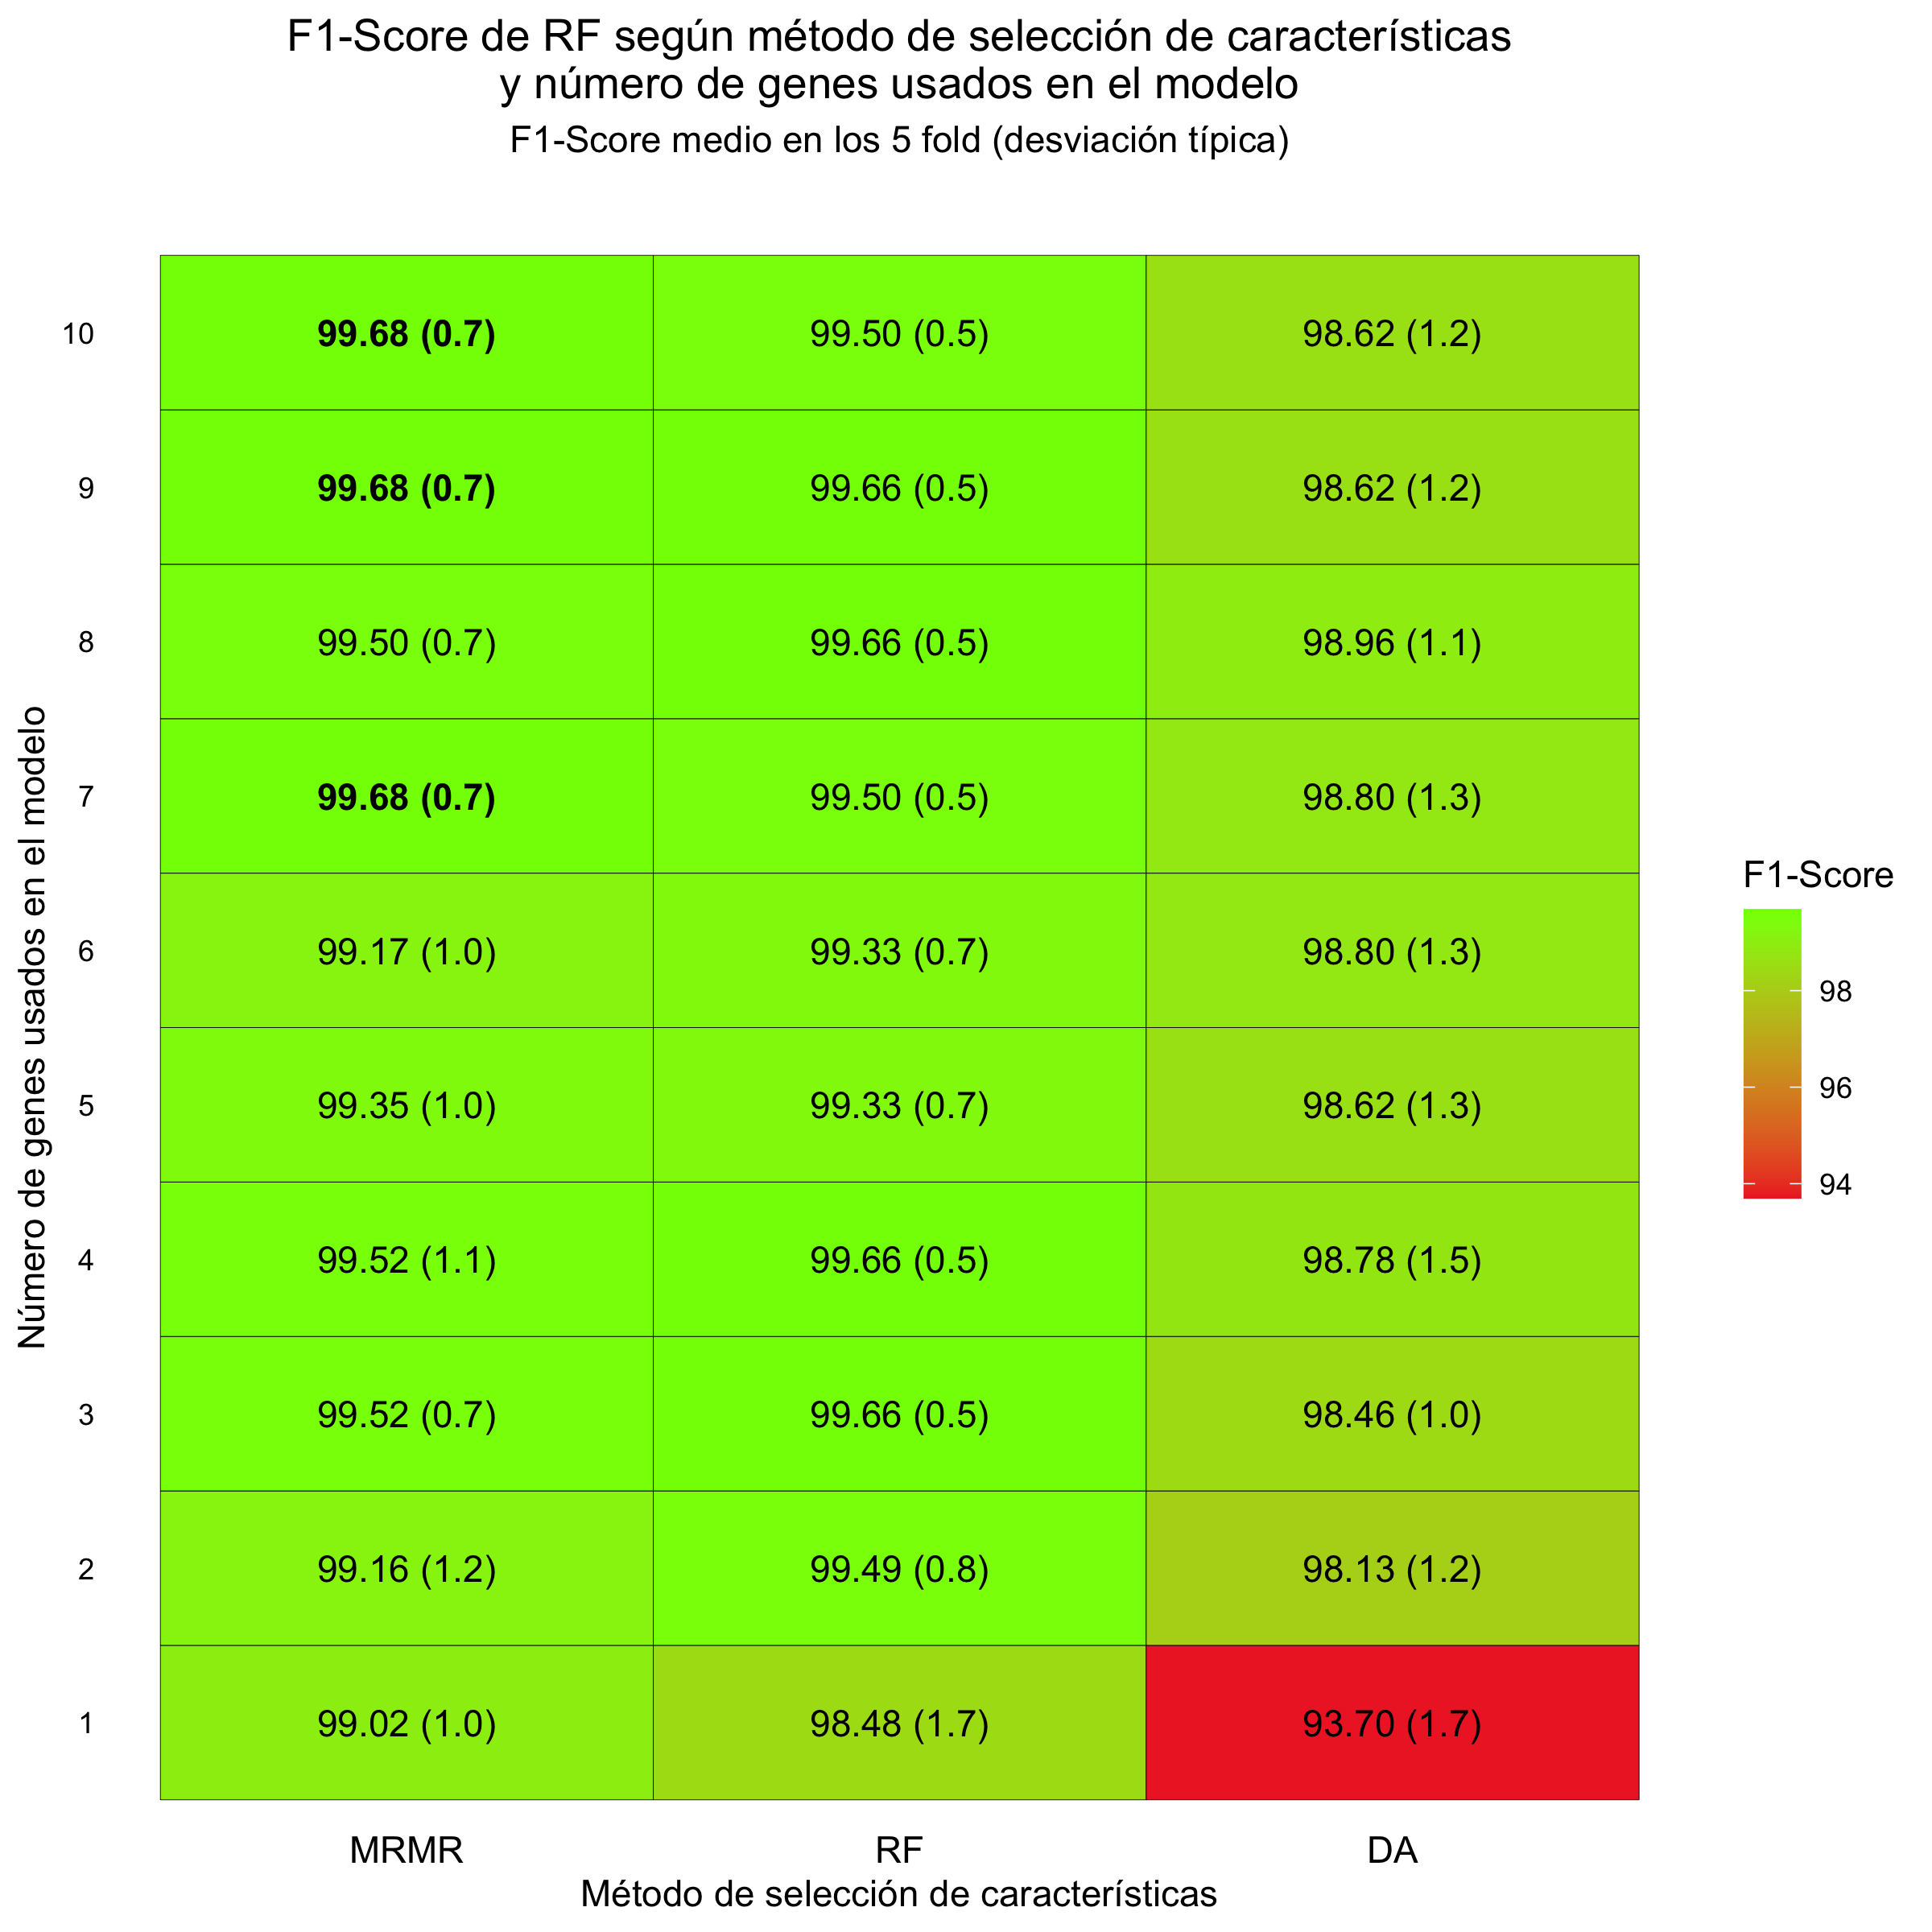 F1-Score de RF según método de selección de características
y número de genes usados en el modelo
F1-Score medio en los 5 fold (desviación típica)
Número de genes usados en el modelo
10 99.68 (0.7) 99.50 (0.5) 98.62 (1.2)
9 99.68 (0.7) 99.66 (0.5) 98.62 (1.2)
8 99.50 (0.7) 99.66 (0.5) 98.96 (1.1)
7 99.68 (0.7) 99.50 (0.5) 98.80 (1.3)
6 99.17 (1.0) 99.33 (0.7) 98.80 (1.3)
5 99.35 (1.0) 99.33 (0.7) 98.62 (1.3)
4 99.52 (1.1) 99.66 (0.5) 98.78 (1.5)
3 99.52 (0.7) 99.66 (0.5) 98.46 (1.0)
2 99.16 (1.2) 99.49 (0.8) 98.13 (1.2)
1 99.02 (1.0) 98.48 (1.7) 93.70 (1.7)
MRMR RF DA
Método de selección de características
F1-Score
98
96
94